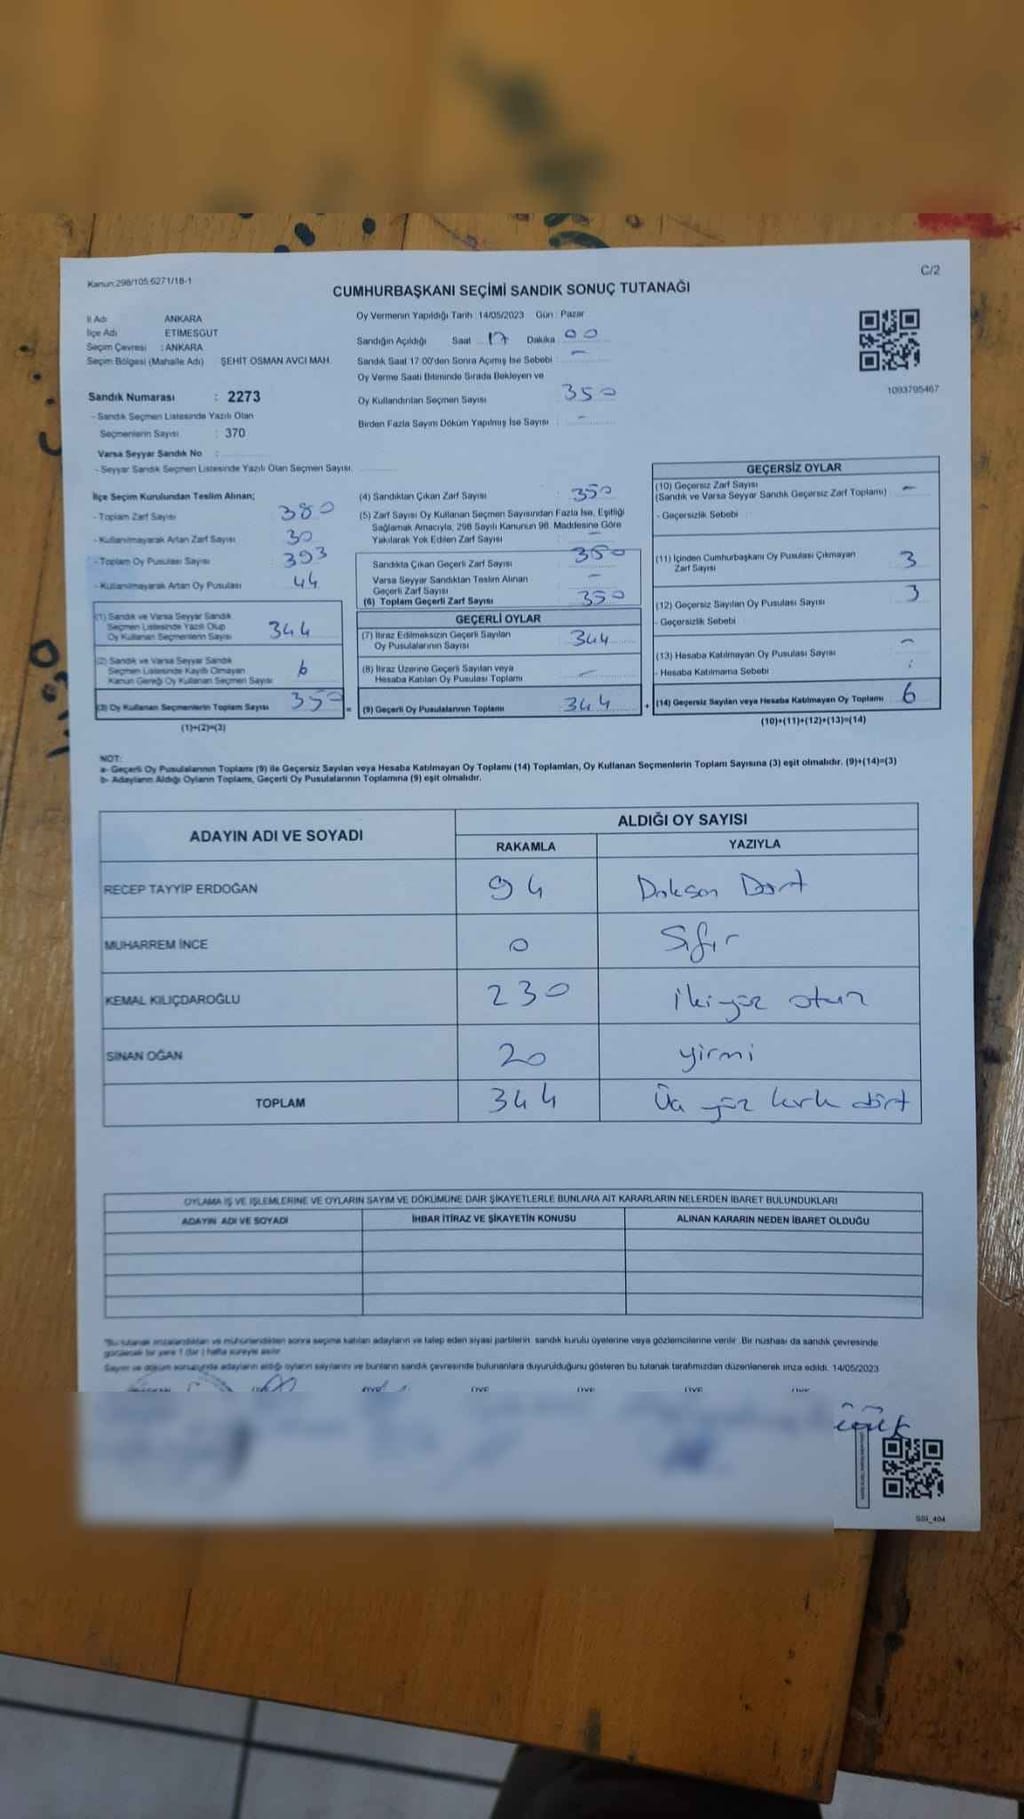 Kanun:298/105.6271/18-1
C/2
CUMHURBAŞKANI SEÇİMİ SANDIK SONUÇ TUTANAĞI
İl Adı ANKARA
İlçe Adı ETİMESGUT
Seçim Çevresi : ANKARA
Seçim Bölgesi (Mahalle Adı) ŞEHİT OSMAN AVCI MAH.
Oy Vermenin Yapıldığı Tarih :14/05/2023 Gün : Pazar
Sandığın Açıldığı Saat 17 Dakika 00
Sandık Saat 17.00'den Sonra Açılmış İse Sebebi : -
Oy Verme Saati Bitiminde Sırada Bekleyen ve
Oy Kullandırılan Seçmen Sayısı 350
Birden Fazla Sayım Döküm Yapılmış İse Sayısı : -
1093795467
Sandık Numarası : 2273
- Sandık Seçmen Listesinde Yazılı Olan
Seçmenlerin Sayısı : 370
Varsa Seyyar Sandık No :
- Seyyar Sandık Seçmen Listesinde Yazılı Olan Seçmen Sayısı
İlçe Seçim Kurulundan Teslim Alınan;
- Toplam Zarf Sayısı 380
- Kullanılmayarak Artan Zarf Sayısı 30
- Toplam Oy Pusulası Sayısı 393
- Kullanılmayarak Artan Oy Pusulası 44
(1) Sandık ve Varsa Seyyar Sandık
Seçmen Listesinde Yazılı Olup
Oy Kullanan Seçmenlerin Sayısı 344
(2) Sandık ve Varsa Seyyar Sandık
Seçmen Listesinde Kayıtlı Olmayan
Kanun Gereği Oy Kullanan Seçmen Sayısı 6
(3) Oy Kullanan Seçmenlerin Toplam Sayısı 350 =
(1)+(2)=(3)
(4) Sandıktan Çıkan Zarf Sayısı 350
(5) Zarf Sayısı Oy Kullanan Seçmen Sayısından Fazla İse, Eşitliği
Sağlamak Amacıyla, 298 Sayılı Kanunun 98. Maddesine Göre
Yakılarak Yok Edilen Zarf Sayısı -
Sandıkta Çıkan Geçerli Zarf Sayısı 350
Varsa Seyyar Sandıktan Teslim Alınan
Geçerli Zarf Sayısı -
(6) Toplam Geçerli Zarf Sayısı 350
GEÇERLİ OYLAR
(7) İtiraz Edilmeksizin Geçerli Sayılan
Oy Pusulalarının Sayısı 344
(8) İtiraz Üzerine Geçerli Sayılan veya
Hesaba Katılan Oy Pusulası Toplamı -
(9) Geçerli Oy Pusulalarının Toplamı 344 +
GEÇERSİZ OYLAR
(10) Geçersiz Zarf Sayısı -
(Sandık ve Varsa Seyyar Sandık Geçersiz Zarf Toplamı)
- Geçersizlik Sebebi
(11) İçinden Cumhurbaşkanı Oy Pusulası Çıkmayan
Zarf Sayısı 3
(12) Geçersiz Sayılan Oy Pusulası Sayısı 3
- Geçersizlik Sebebi
(13) Hesaba Katılmayan Oy Pusulası Sayısı -
- Hesaba Katılmama Sebebi :
(14) Geçersiz Sayılan veya Hesaba Katılmayan Oy Toplamı 6
(10)+(11)+(12)+(13)=(14)
NOT:
a- Geçerli Oy Pusulalarının Toplamı (9) ile Geçersiz Sayılan veya Hesaba Katılmayan Oy Toplamı (14) Toplamları, Oy Kullanan Seçmenlerin Toplam Sayısına (3) eşit olmalıdır. (9)+(14)=(3)
b- Adayların Aldığı Oyların Toplamı, Geçerli Oy Pusulalarının Toplamına (9) eşit olmalıdır.
ADAYIN ADI VE SOYADI
ALDIĞI OY SAYISI
RAKAMLA YAZIYLA
RECEP TAYYİP ERDOĞAN 94 Doksan Dört
MUHARREM İNCE 0 Sıfır
KEMAL KILIÇDAROĞLU 230 ikiyüz otuz
SİNAN OĞAN 20 yirmi
TOPLAM 344 Üç yüz kırk dört
OYLAMA İŞ VE İŞLEMLERİNE VE OYLARIN SAYIM VE DÖKÜMÜNE DAİR ŞİKAYETLERLE BUNLARA AİT KARARLARIN NELERDEN İBARET BULUNDUKLARI
ADAYIN ADI VE SOYADI İHBAR İTİRAZ VE ŞİKAYETİN KONUSU ALINAN KARARIN NEDEN İBARET OLDUĞU
*Bu tutanak imzalandıktan ve mühürlendikten sonra seçime katılan adayların ve talep eden siyasi partilerin sandık kurulu üyelerine veya gözlemcilerine verilir. Bir nüshası da sandık çevresinde
görülecek bir yere 1 (bir) hafta süreyle asılır.
Sayım ve döküm sonucunda adayların aldığı oyların sayılarını ve bunların sandık çevresinde bulunanlara duyurulduğunu gösteren bu tutanak tarafımızdan düzenlenerek imza edildi. 14/05/2023